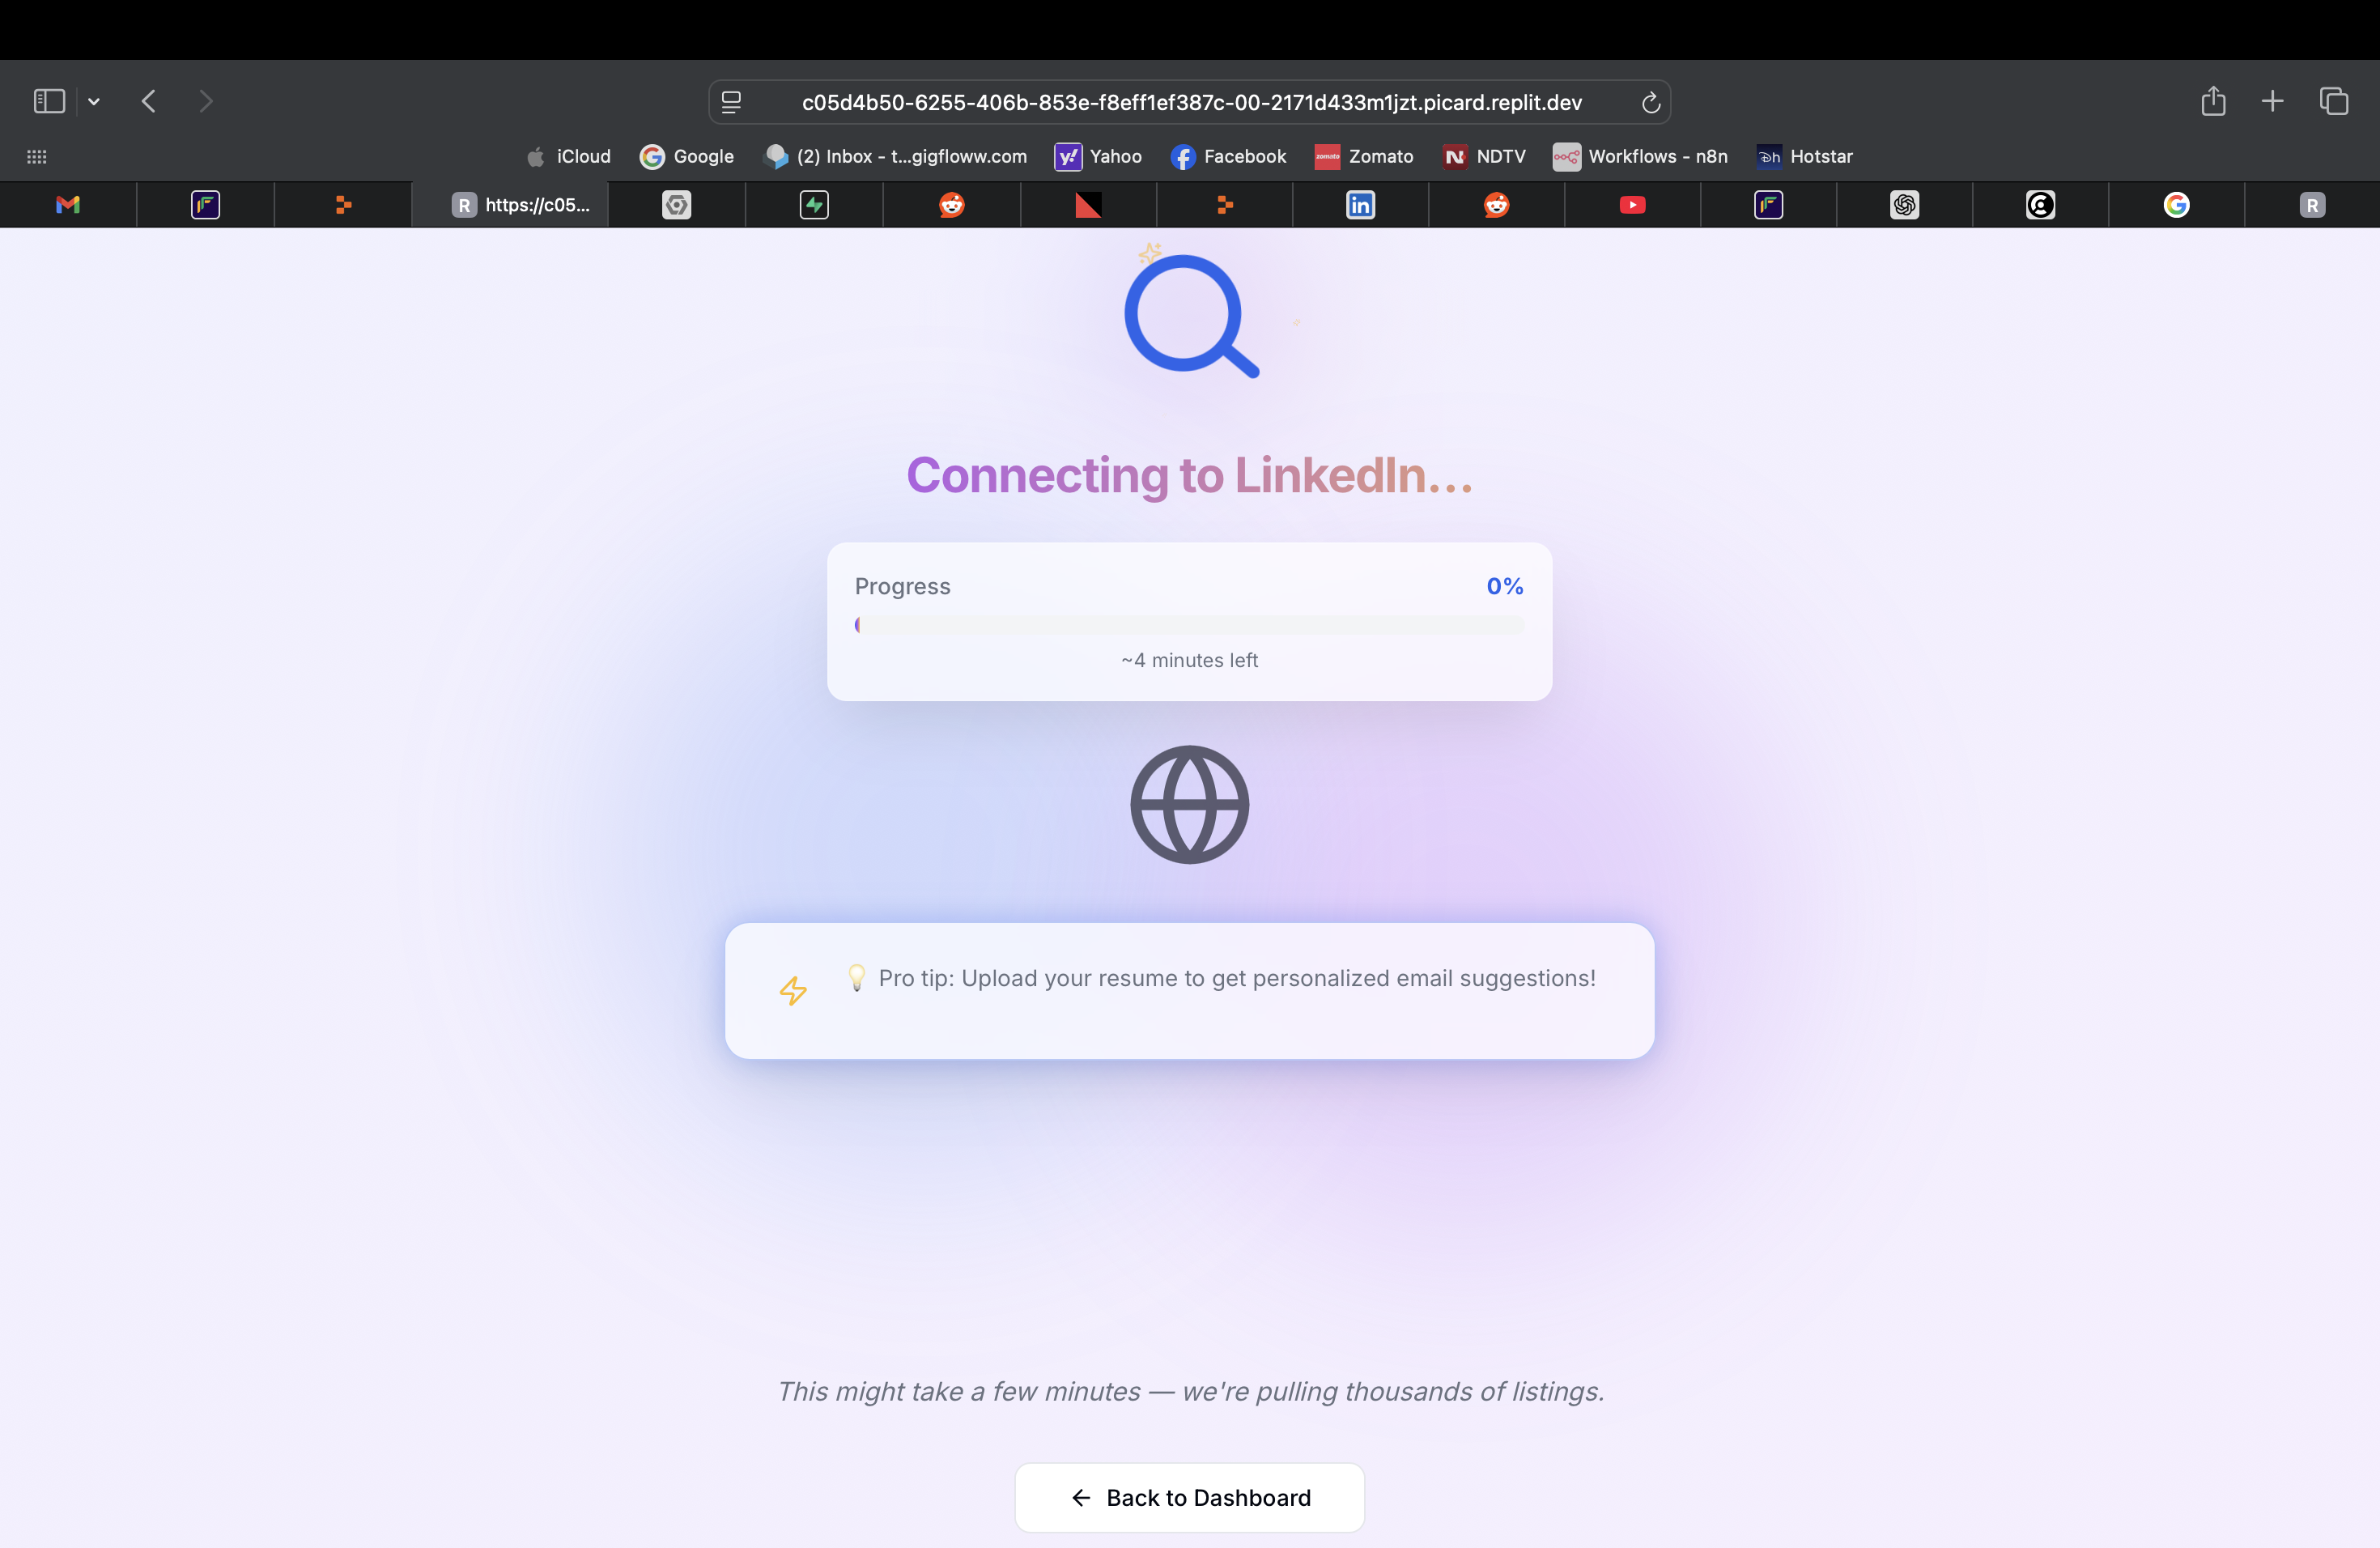 c05d4b50-6255-406b-853e-f8eff1ef387c-00-2171d433m1jzt.picard.replit.dev
iCloud
Google
(2) Inbox - t...gigfloww.com
Yahoo
Facebook
zomato Zomato
NDTV
Workflows - n8n
Hotstar
R https://c05...
R
Connecting to LinkedIn...
Progress 0%
~4 minutes left
Pro tip: Upload your resume to get personalized email suggestions!
This might take a few minutes — we're pulling thousands of listings.
Back to Dashboard